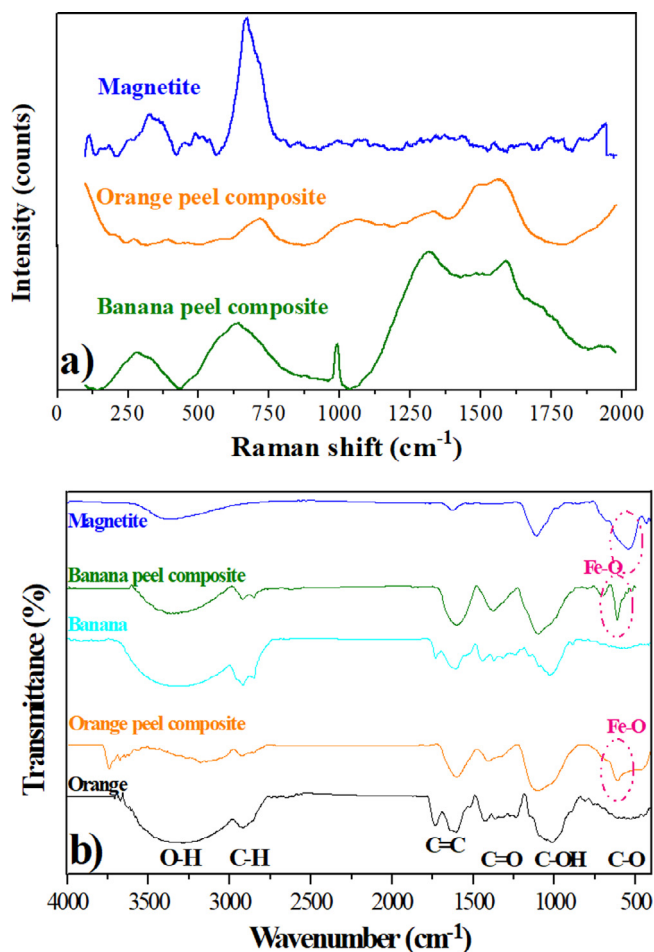 Magnetite
Orange peel composite
Banana peel composite
a)
Intensity (counts)
0 250 500 750 1000 1250 1500 1750 2000
Raman shift (cm⁻¹)
Magnetite
Fe-O
Banana peel composite
Banana
Orange peel composite
Fe-O
Orange
b)
O-H C-H C=C C=O C-OH C-O
Transmittance (%)
4000 3500 3000 2500 2000 1500 1000 500
Wavenumber (cm⁻¹)